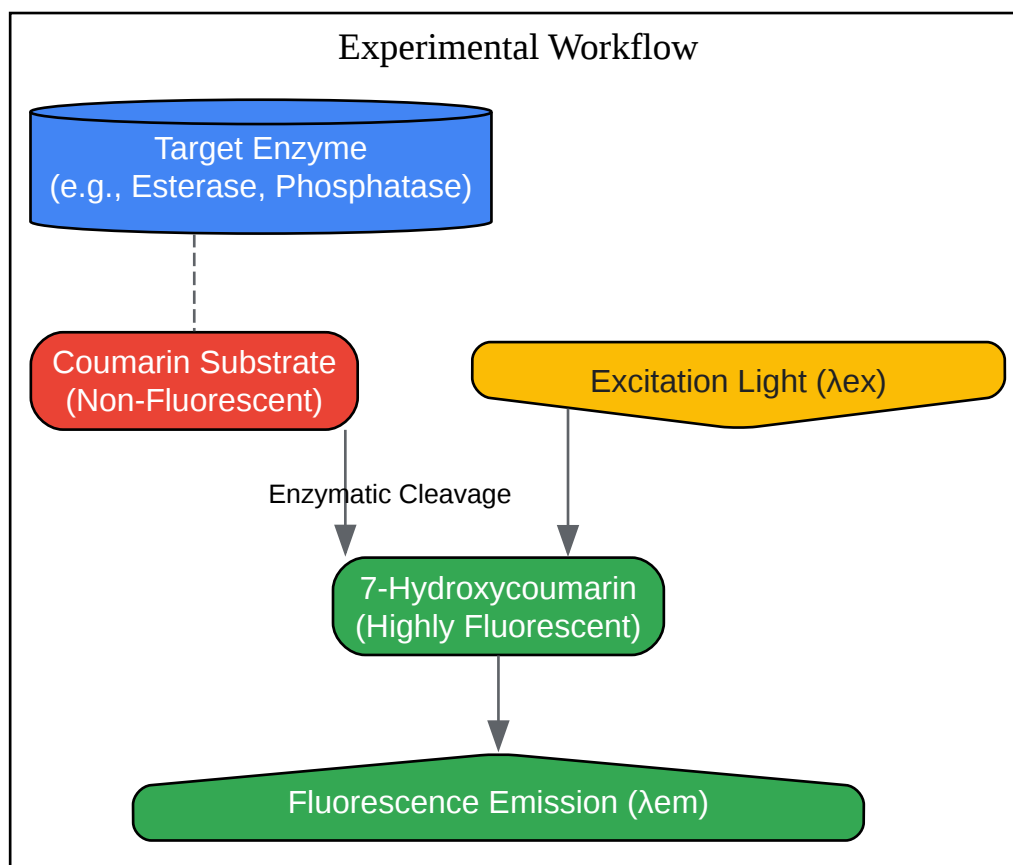 Experimental Workflow
Target Enzyme
(e.g., Esterase, Phosphatase)
Coumarin Substrate
(Non-Fluorescent)
Excitation Light (λex)
Enzymatic Cleavage
7-Hydroxycoumarin
(Highly Fluorescent)
Fluorescence Emission (λem)